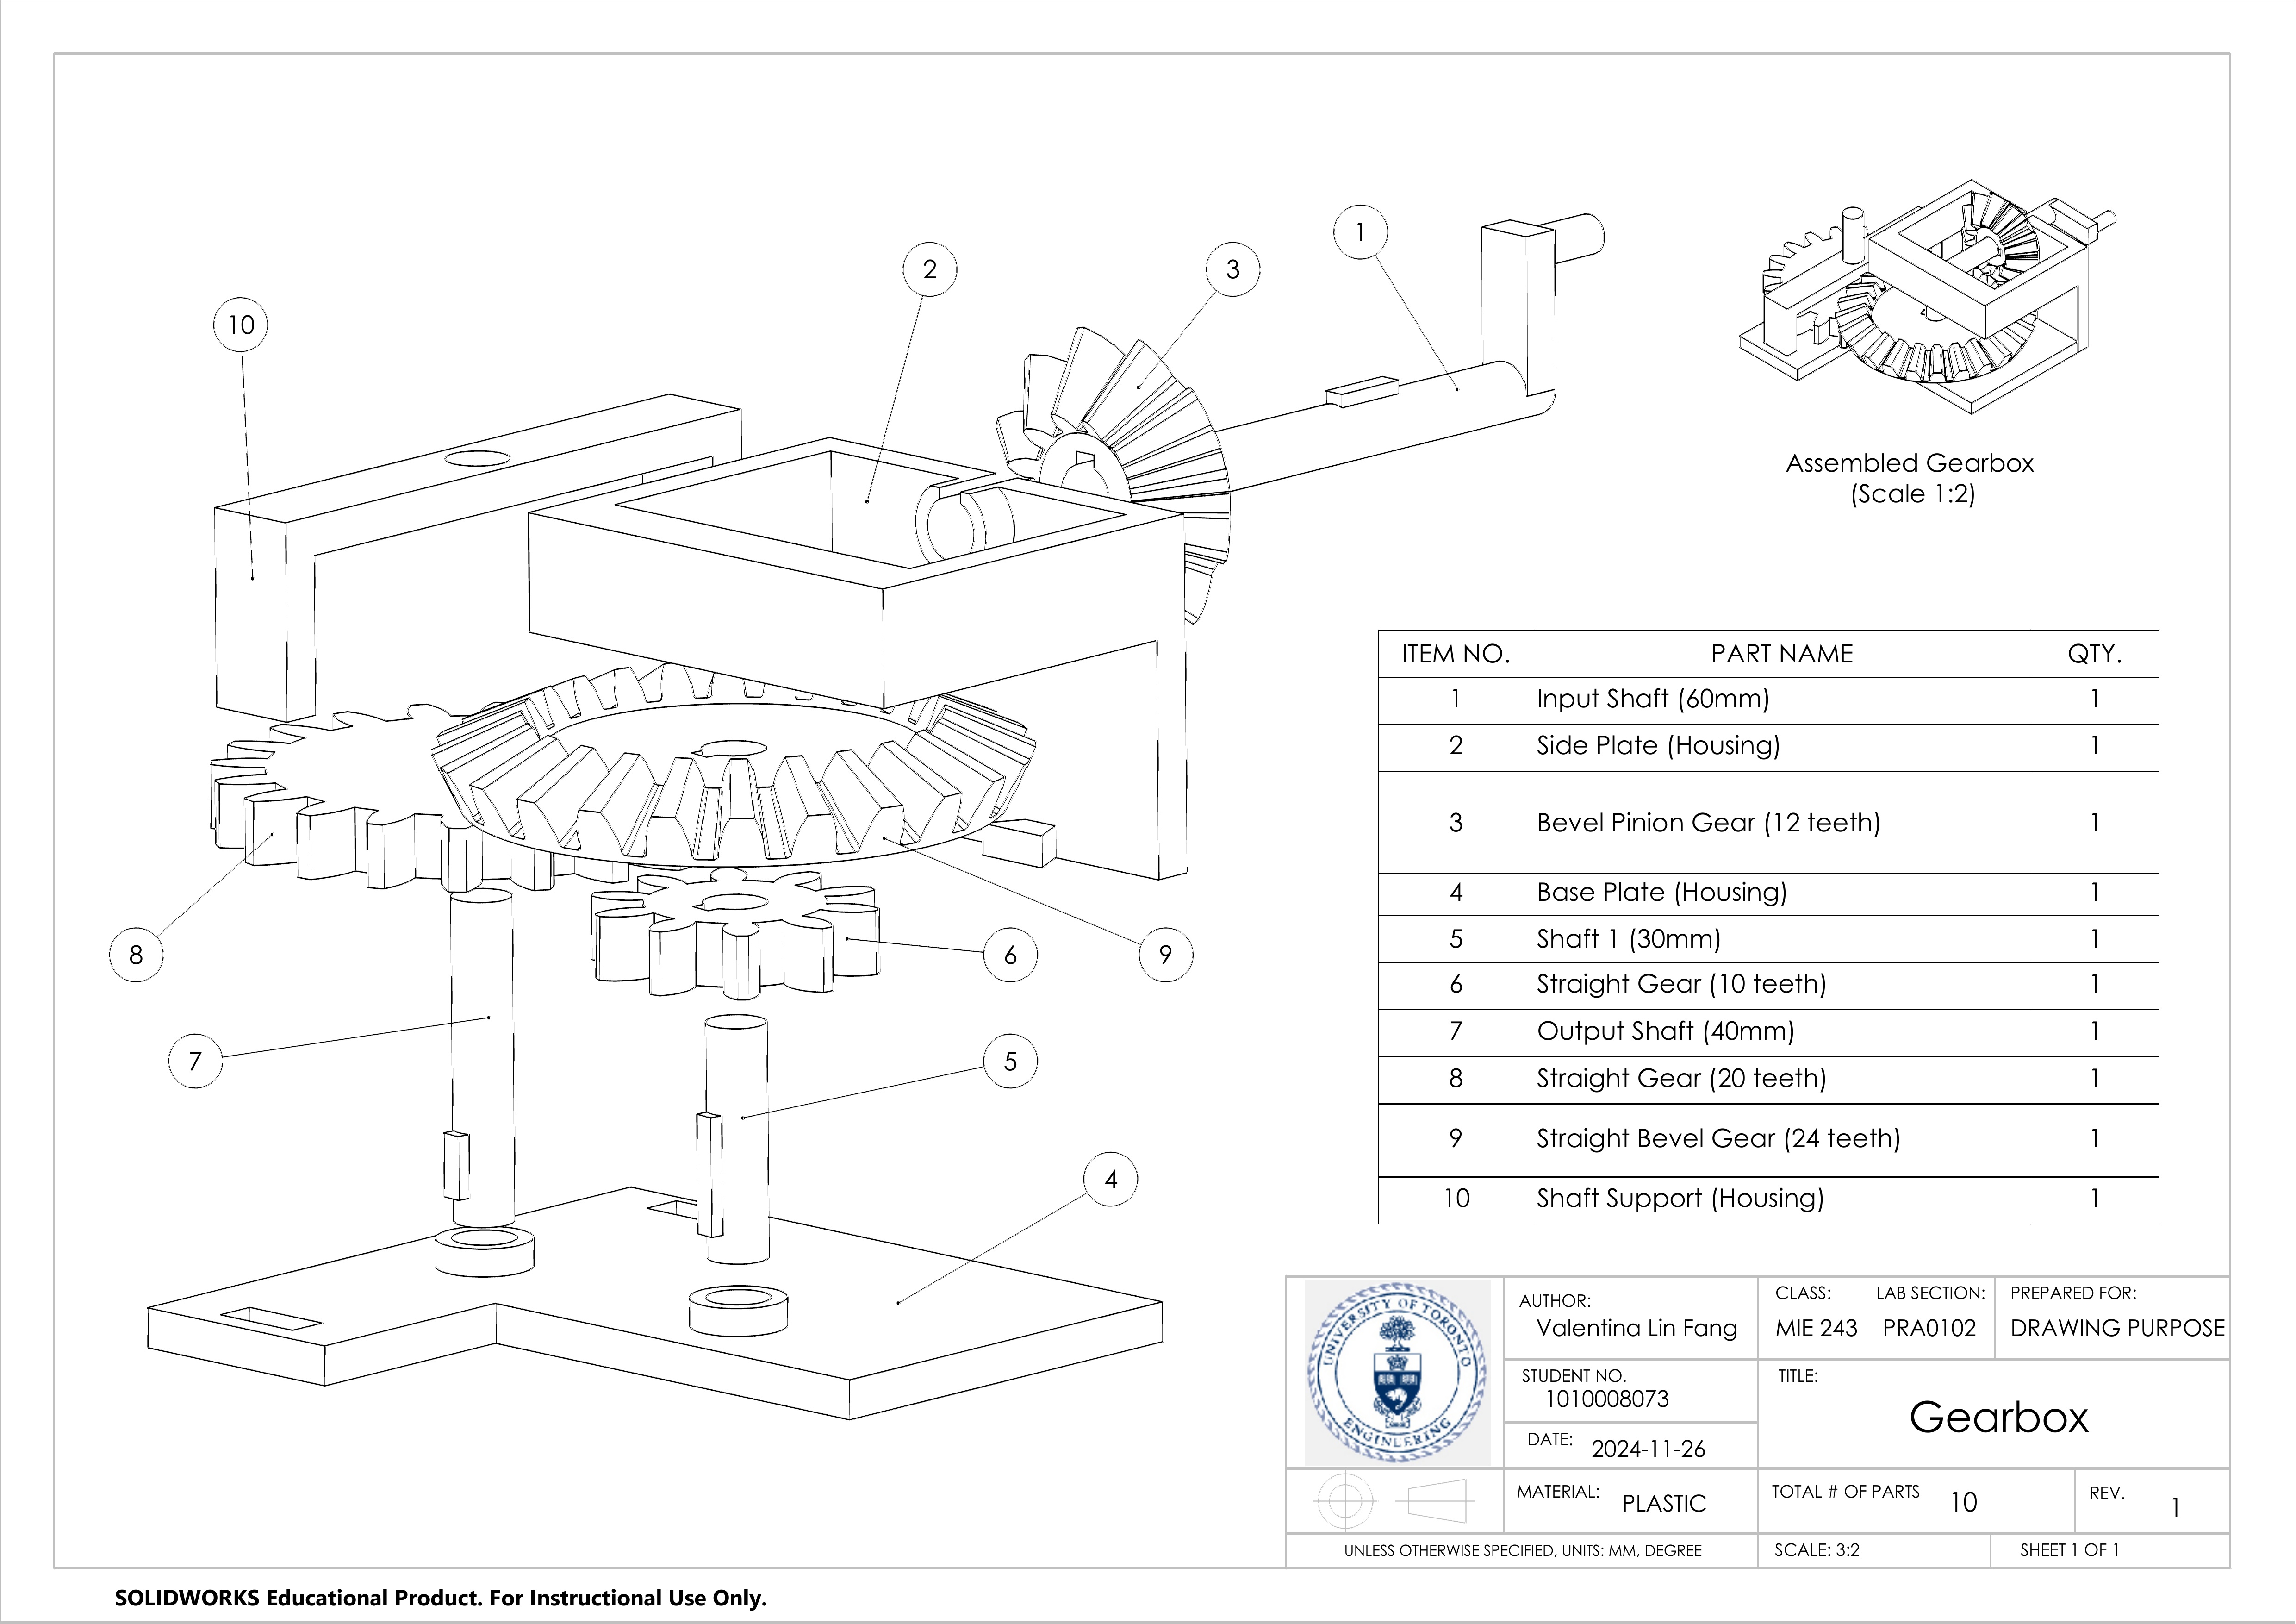 1
2
3
10
Assembled Gearbox
(Scale 1:2)
8
6
9
7
5
4
ITEM NO. PART NAME QTY.
1 Input Shaft (60mm) 1
2 Side Plate (Housing) 1
3 Bevel Pinion Gear (12 teeth) 1
4 Base Plate (Housing) 1
5 Shaft 1 (30mm) 1
6 Straight Gear (10 teeth) 1
7 Output Shaft (40mm) 1
8 Straight Gear (20 teeth) 1
9 Straight Bevel Gear (24 teeth) 1
10 Shaft Support (Housing) 1
UNIVERSITY OF TORONTO
ENGINEERING
AUTHOR:
Valentina Lin Fang
CLASS: LAB SECTION:
MIE 243 PRA0102
PREPARED FOR:
DRAWING PURPOSE
STUDENT NO.
1010008073
DATE: 2024-11-26
TITLE:
Gearbox
MATERIAL: PLASTIC
TOTAL # OF PARTS 10
REV. 1
UNLESS OTHERWISE SPECIFIED, UNITS: MM, DEGREE
SCALE: 3:2
SHEET 1 OF 1
SOLIDWORKS Educational Product. For Instructional Use Only.